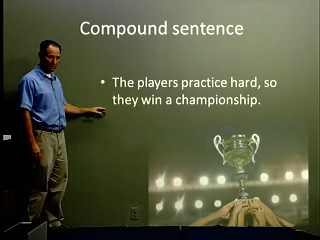 Compound sentence
• The players practice hard, so
they win a championship.